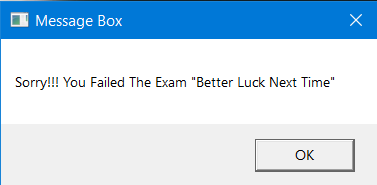 Message Box
Sorry!!! You Failed The Exam "Better Luck Next Time"
OK